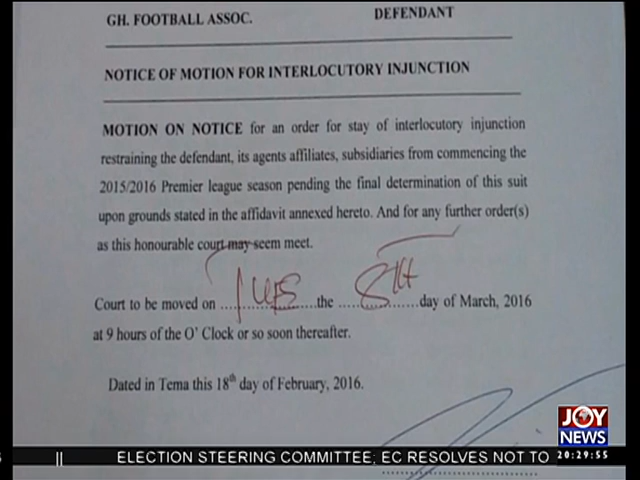 GH. FOOTBALL ASSOC. DEFENDANT
NOTICE OF MOTION FOR INTERLOCUTORY INJUNCTION
MOTION ON NOTICE for an order for stay of interlocutory injunction
restraining the defendant, its agents affiliates, subsidiaries from commencing the
2015/2016 Premier league season pending the final determination of this suit
upon grounds stated in the affidavit annexed hereto. And for any further order(s)
as this honourable court may seem meet.
Court to be moved on ....TUES....the ....8TH....day of March, 2016
at 9 hours of the O' Clock or so soon thereafter.
Dated in Tema this 18th day of February, 2016.
JOY
NEWS
20:29:55
|| ELECTION STEERING COMMITTEE; EC RESOLVES NOT TO